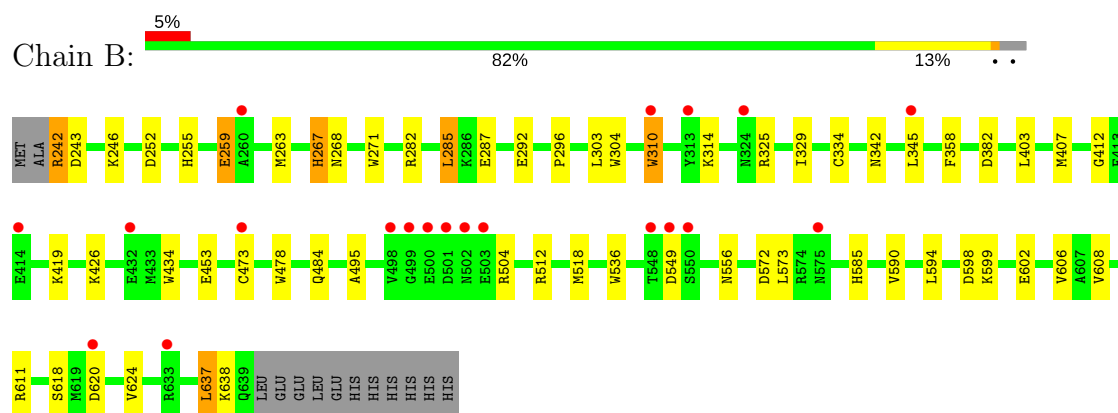 5%
Chain B:
82% 13% • •
MET ALA R242 D243 K246 D252 H255 E259 A260 M263 H267 N268 W271 R282 L285 K286 E287 E292 P296 L303 W304 W310 Y313 K314 N324 R325 I329 C334 N342 L345 F358 D382 L403 M407 G412 E413
E414 K419 K426 E432 M433 W434 E453 C473 W478 Q484 A495 V498 G499 E500 D501 N502 E503 R504 R512 M518 W536 T548 D549 S550 N556 D572 L573 R574 N575 H585 V590 L594 D598 K599 E602 V606 A607 V608
R611 S618 M619 D620 V624 R633 L637 K638 Q639 LEU GLU GLU LEU GLU HIS HIS HIS HIS HIS HIS